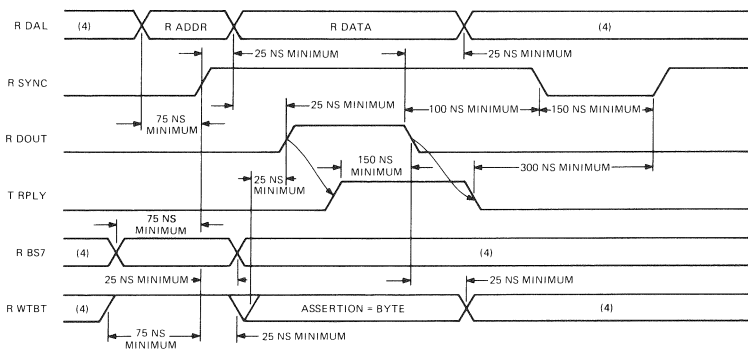 R DAL (4) R ADDR R DATA (4)
25 NS MINIMUM 25 NS MINIMUM
R SYNC
25 NS MINIMUM 100 NS MINIMUM 150 NS MINIMUM
75 NS
MINIMUM
R DOUT
150 NS
MINIMUM
300 NS MINIMUM
25 NS
MINIMUM
T RPLY
75 NS
MINIMUM
R BS7 (4) (4)
25 NS MINIMUM 25 NS MINIMUM
R WTBT (4) ASSERTION = BYTE (4)
75 NS
MINIMUM
25 NS MINIMUM